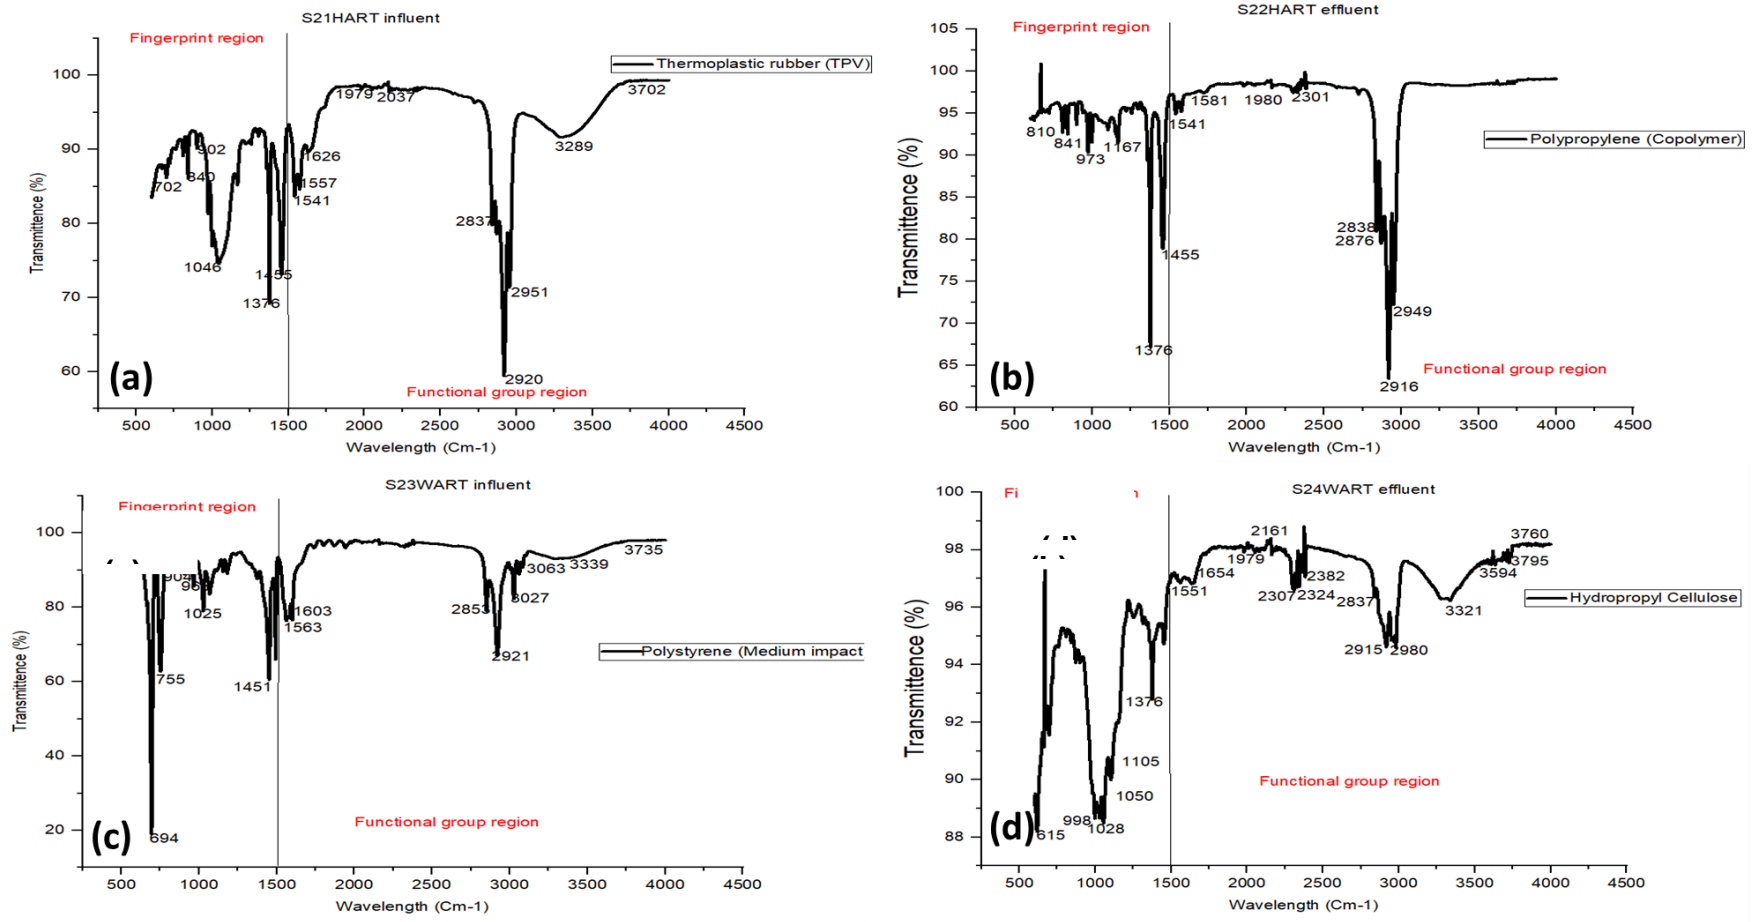 S21HART influent
Fingerprint region
Thermoplastic rubber (TPV)
100
90
80
70
60
Transmittence (%)
702
840
902
1046
1376
1455
1541
1557
1626
1979
2037
2837
2920
2951
3289
3702
(a)
Functional group region
500 1000 1500 2000 2500 3000 3500 4000 4500
Wavelength (Cm-1)
S22HART effluent
Fingerprint region
Polypropylene (Copolymer)
105
100
95
90
85
80
75
70
65
60
Transmittence (%)
810
841
973
1167
1376
1455
1541
1581
1980
2301
2838
2876
2916
2949
(b)
Functional group region
500 1000 1500 2000 2500 3000 3500 4000 4500
Wavelength (Cm-1)
S23WART influent
Fingerprint region
Polystyrene (Medium impact
100
80
60
40
20
Transmittence (%)
694
755
1025
1451
1563
1603
2853
2921
3027
3063
3339
3735
(c)
Functional group region
500 1000 1500 2000 2500 3000 3500 4000 4500
Wavelength (Cm-1)
S24WART effluent
Hydropropyl Cellulose
100
98
96
94
92
90
88
Transmittence (%)
615
998
1028
1050
1105
1376
1551
1654
1979
2161
2307
2324
2382
2837
2915
2980
3321
3594
3760
3795
(d)
Functional group region
500 1000 1500 2000 2500 3000 3500 4000 4500
Wavelength (Cm-1)